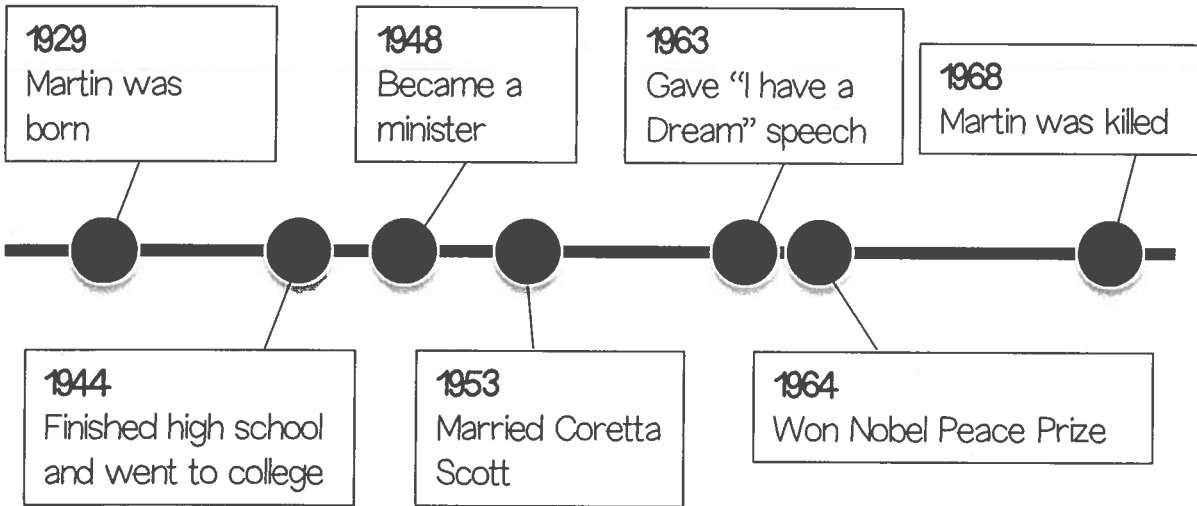 1929
Martin was
born
1948
Became a
minister
1963
Gave “I have a
Dream” speech
1968
Martin was killed
1944
Finished high school
and went to college
1953
Married Coretta
Scott
1964
Won Nobel Peace Prize